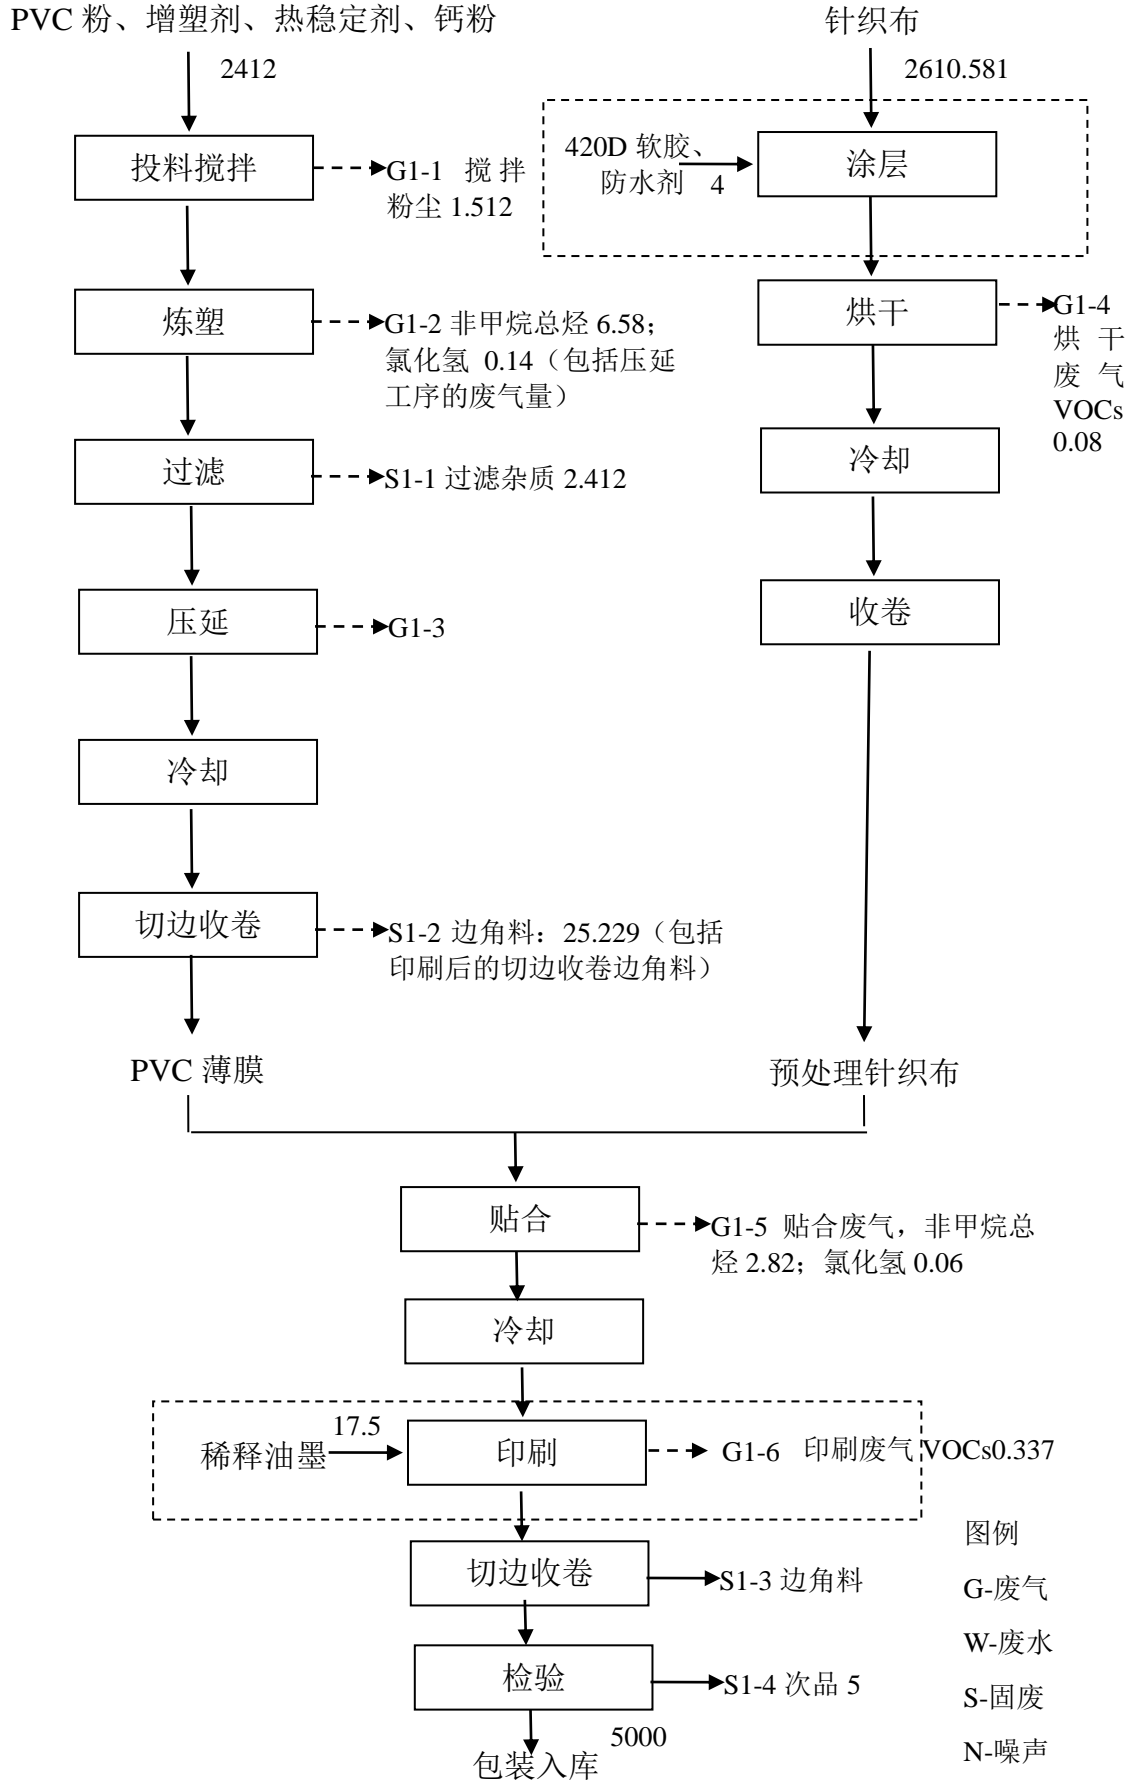 PVC 粉、增塑剂、热稳定剂、钙粉
针织布
2412
2610.581
投料搅拌
G1-1 搅拌
粉尘 1.512
420D 软胶、
防水剂 4
涂层
炼塑
G1-2 非甲烷总烃 6.58；
氯化氢 0.14（包括压延
工序的废气量）
烘干
G1-4
烘干
废气
VOCs
0.08
过滤
S1-1 过滤杂质 2.412
冷却
压延
G1-3
收卷
冷却
切边收卷
S1-2 边角料：25.229（包括
印刷后的切边收卷边角料）
PVC 薄膜
预处理针织布
贴合
G1-5 贴合废气，非甲烷总
烃 2.82；氯化氢 0.06
冷却
稀释油墨
17.5
印刷
G1-6 印刷废气 VOCs0.337
切边收卷
S1-3 边角料
检验
S1-4 次品 5
5000
包装入库
图例
G-废气
W-废水
S-固废
N-噪声